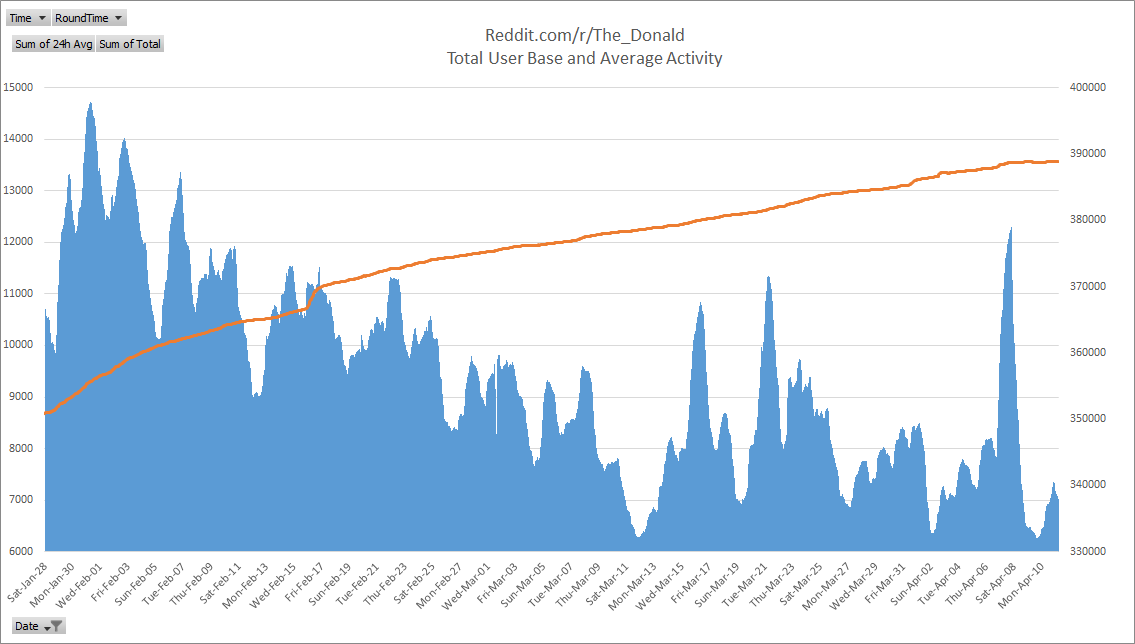 Time RoundTime
Sum of 24h Avg Sum of Total
Reddit.com/r/The_Donald
Total User Base and Average Activity
15000
14000
13000
12000
11000
10000
9000
8000
7000
6000
400000
390000
380000
370000
360000
350000
340000
330000
Sat-Jan-28
Mon-Jan-30
Wed-Feb-01
Fri-Feb-03
Sun-Feb-05
Tue-Feb-07
Thu-Feb-09
Sat-Feb-11
Mon-Feb-13
Wed-Feb-15
Fri-Feb-17
Sun-Feb-19
Tue-Feb-21
Thu-Feb-23
Sat-Feb-25
Mon-Feb-27
Wed-Mar-01
Fri-Mar-03
Sun-Mar-05
Tue-Mar-07
Thu-Mar-09
Sat-Mar-11
Mon-Mar-13
Wed-Mar-15
Fri-Mar-17
Sun-Mar-19
Tue-Mar-21
Thu-Mar-23
Sat-Mar-25
Mon-Mar-27
Wed-Mar-29
Fri-Mar-31
Sun-Apr-02
Tue-Apr-04
Thu-Apr-06
Sat-Apr-08
Mon-Apr-10
Date